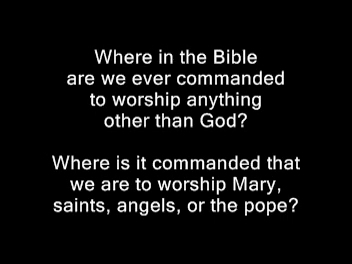 Where in the Bible
are we ever commanded
to worship anything
other than God?
Where is it commanded that
we are to worship Mary,
saints, angels, or the pope?